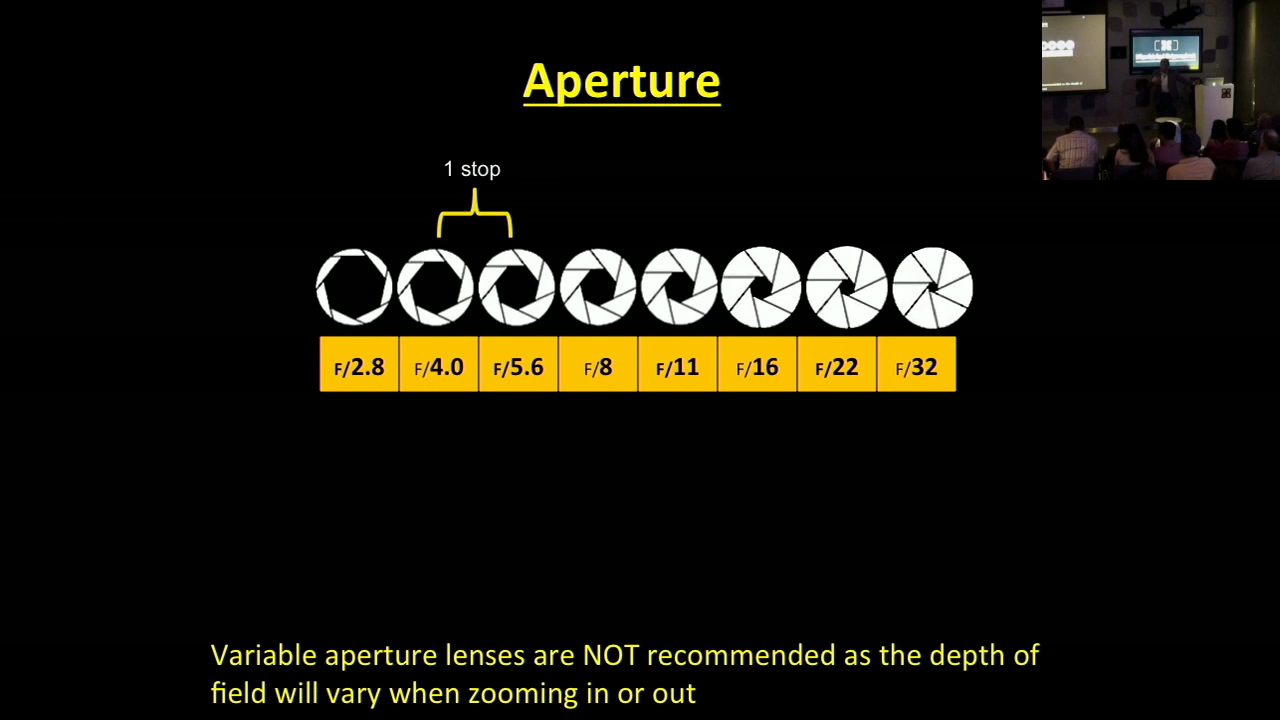 Aperture
1 stop
F/2.8 F/4.0 F/5.6 F/8 F/11 F/16 F/22 F/32
Variable aperture lenses are NOT recommended as the depth of
field will vary when zooming in or out